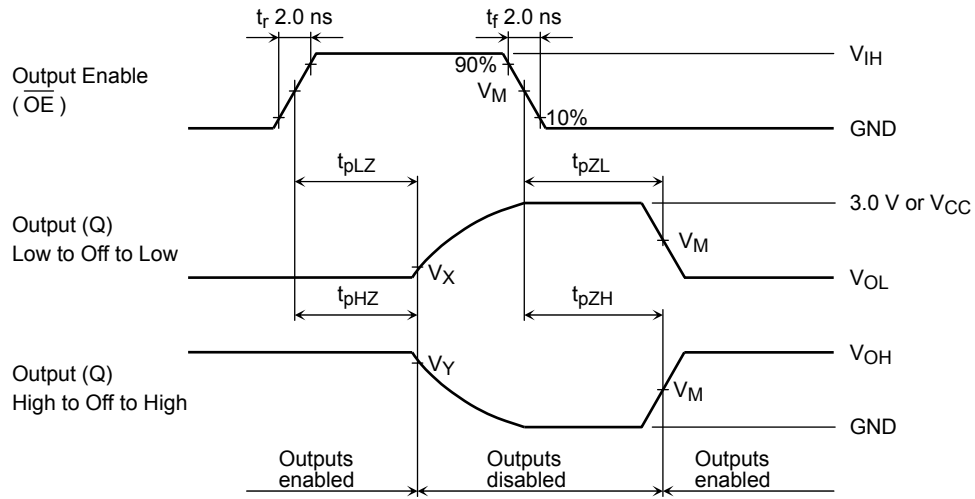 tr 2.0 ns
tf 2.0 ns
Output Enable
( OE )
90%
VM
10%
VIH
GND
tpLZ
tpZL
3.0 V or VCC
Output (Q)
Low to Off to Low
VX
VM
VOL
tpHZ
tpZH
VOH
Output (Q)
High to Off to High
VY
VM
GND
Outputs
enabled
Outputs
disabled
Outputs
enabled